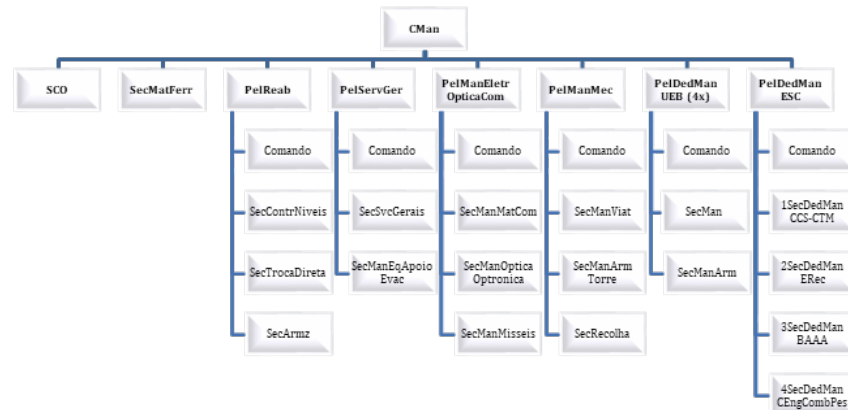 CMan
SCO
SecMatFerr
PelReab
PelServGer
PelManEletr
OpticaCom
PelManMec
PelDedMan
UEB (4x)
PelDedMan
ESC
Comando
Comando
Comando
Comando
Comando
Comando
SecContrNiveis
SecSvcGerais
SecManMatCom
SecManViat
SecMan
1SecDedMan
CCS-CTM
SecTrocaDireta
SecManEqApoio
Evac
SecManOptica
Optronica
SecManArm
Torre
SecManArm
2SecDedMan
ERec
SecArmz
SecManMisseis
SecRecolha
3SecDedMan
BAAA
4SecDedMan
CEngCombPes